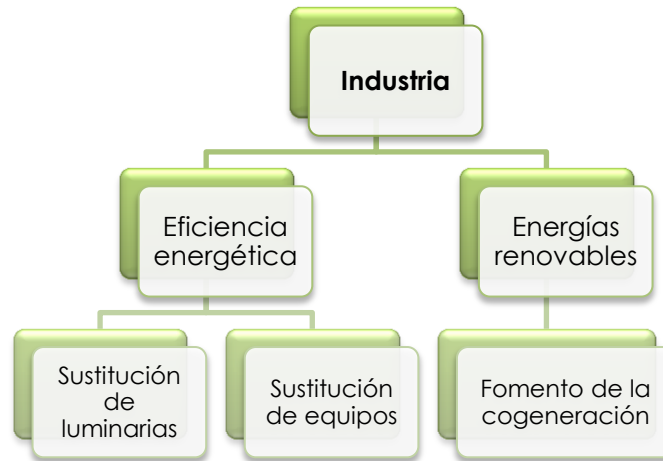 Industria
Eficiencia
energética
Energías
renovables
Sustitución
de
luminarias
Sustitución
de equipos
Fomento de la
cogeneración